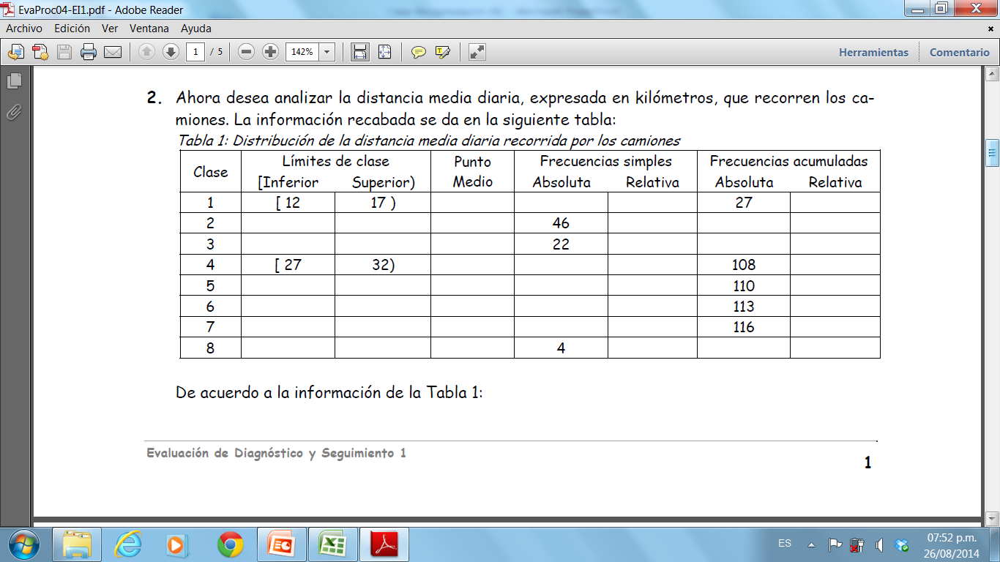 EvaProc04-EI1.pdf - Adobe Reader
Archivo Edición Ver Ventana Ayuda
1 / 5 142% Herramientas Comentario
2. Ahora desea analizar la distancia media diaria, expresada en kilómetros, que recorren los ca-
miones. La información recabada se da en la siguiente tabla:
Tabla 1: Distribución de la distancia media diaria recorrida por los camiones
Clase Límites de clase Punto Frecuencias simples Frecuencias acumuladas
[Inferior Superior) Medio Absoluta Relativa Absoluta Relativa
1 [ 12 17 ) 27
2 46
3 22
4 [ 27 32) 108
5 110
6 113
7 116
8 4
De acuerdo a la información de la Tabla 1:
Evaluación de Diagnóstico y Seguimiento 1
1
ES 07:52 p.m.
26/08/2014